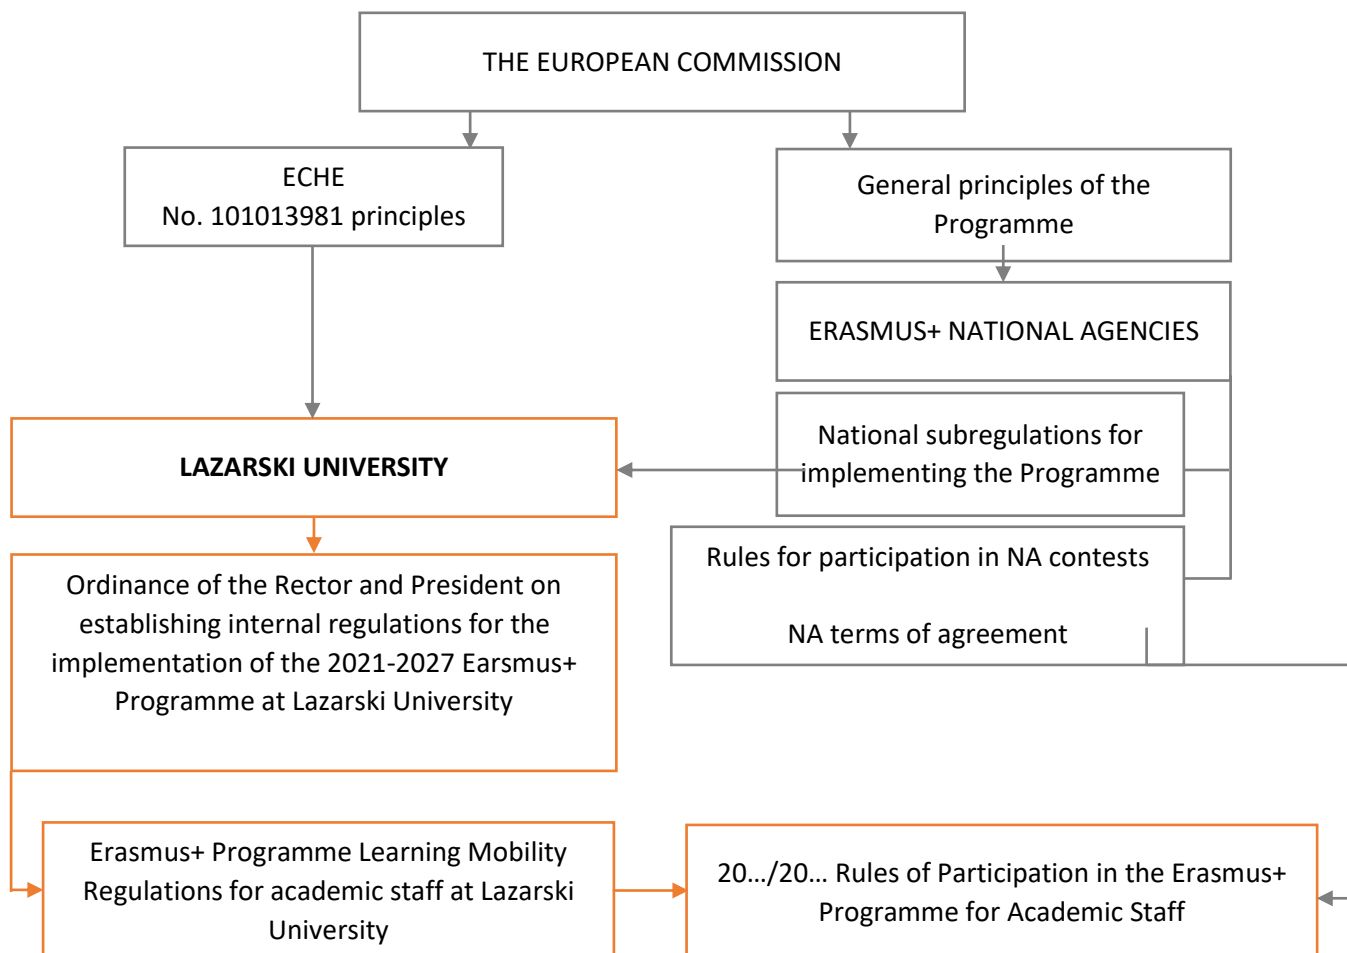 THE EUROPEAN COMMISSION
ECHE
No. 101013981 principles
General principles of the
Programme
ERASMUS+ NATIONAL AGENCIES
National subregulations for
implementing the Programme
LAZARSKI UNIVERSITY
Rules for participation in NA contests
NA terms of agreement
Ordinance of the Rector and President on
establishing internal regulations for the
implementation of the 2021-2027 Earsmus+
Programme at Lazarski University
Erasmus+ Programme Learning Mobility
Regulations for academic staff at Lazarski
University
20…/20… Rules of Participation in the Erasmus+
Programme for Academic Staff